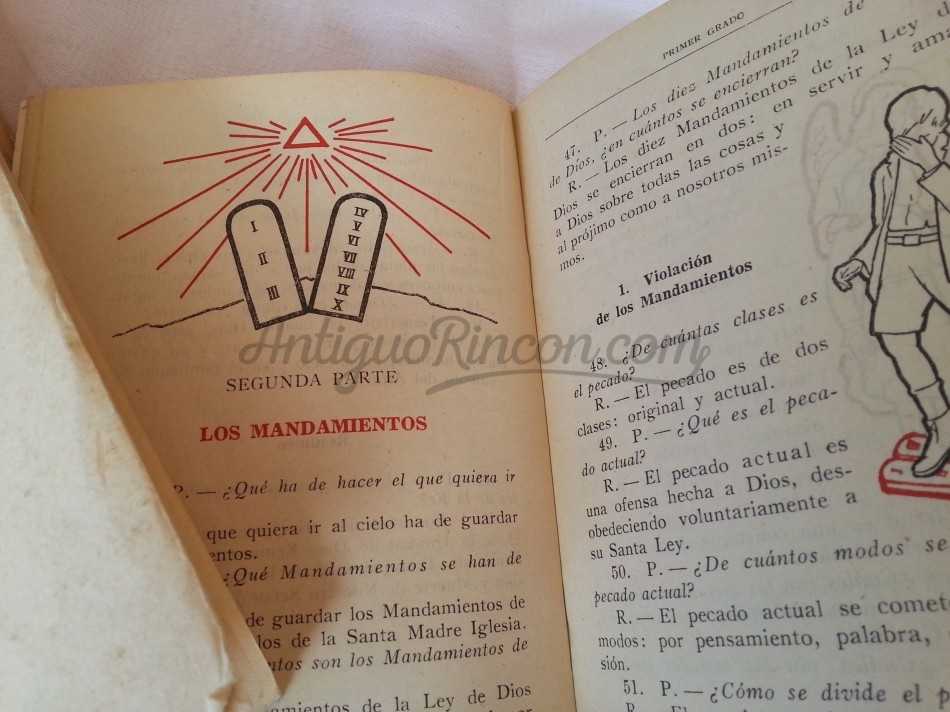 I
II
III
IV
V
VI
VII
VIII
IX
X
AntiguoRincon.com
SEGUNDA PARTE
LOS MANDAMIENTOS
P. — ¿Qué ha de hacer el que quiera ir
que quiera ir al cielo ha de guardar
entos.
¿Qué Mandamientos se han de
de guardar los Mandamientos de
los de la Santa Madre Iglesia.
ntos son los Mandamientos de
amientos de la Ley de Dios
PRIMER GRADO
47. P. — Los diez Mandamientos de
de Dios, ¿en cuántos se encierran?
R. — Los diez Mandamientos de la Ley d
Dios se encierran en dos: en servir y ama
a Dios sobre todas las cosas y
al prójimo como a nosotros mis-
mos.
1. Violación
de los Mandamientos
48. ¿De cuántas clases es
el pecado?
R. — El pecado es de dos
clases: original y actual.
49. P. — ¿Qué es el peca-
do actual?
R. — El pecado actual es
una ofensa hecha a Dios, des-
obedeciendo voluntariamente a
su Santa Ley.
50. P. — ¿De cuántos modos se
pecado actual?
R. — El pecado actual se comet
modos: por pensamiento, palabra,
sión.
51. P. — ¿Cómo se divide el p
R.
I